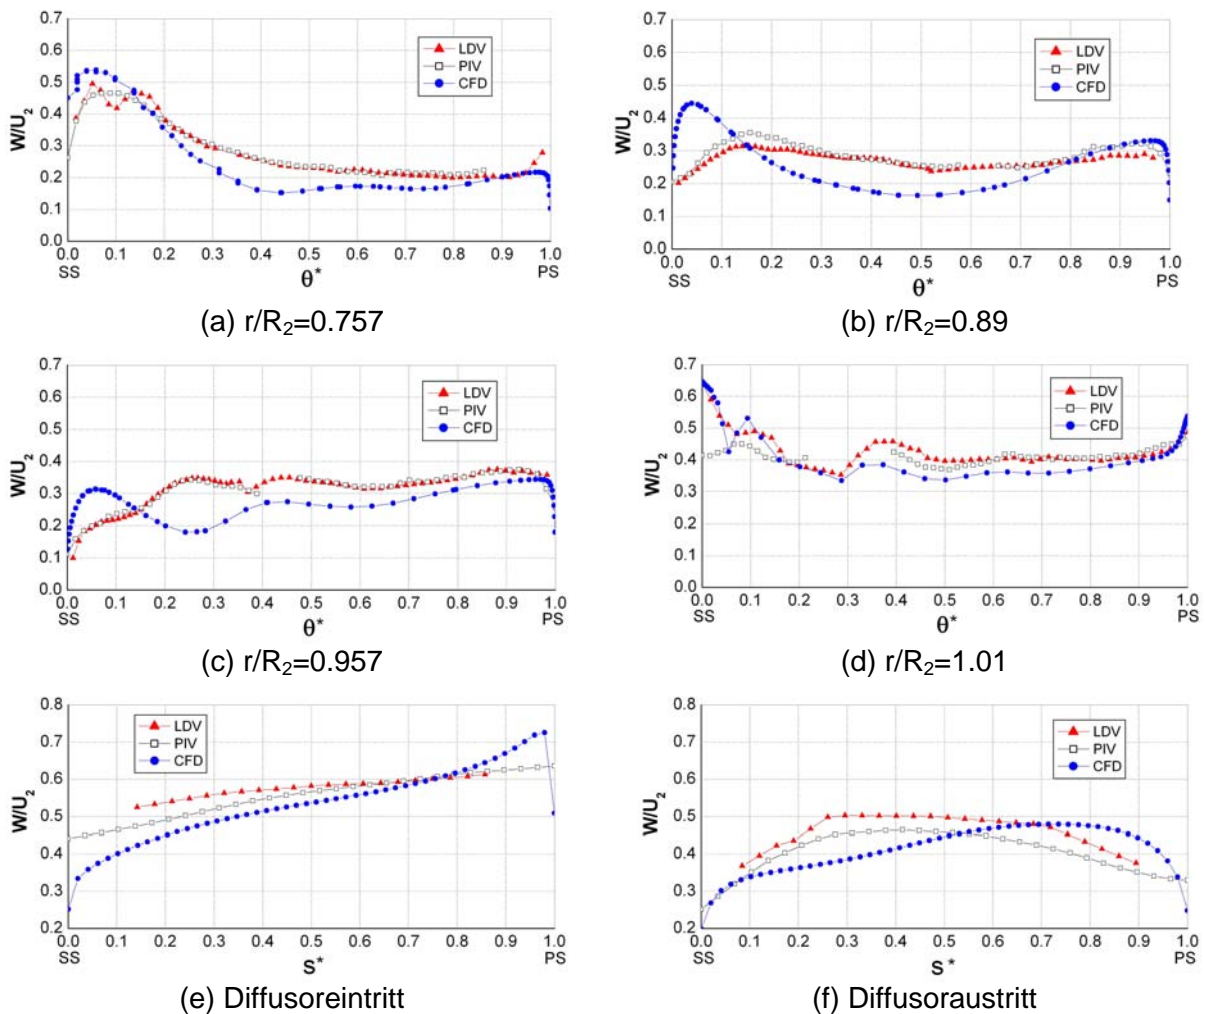 0.7
0.6
0.5
0.4
0.3
0.2
0.1
0.0
W/U2
LDV
PIV
CFD
0.0 0.1 0.2 0.3 0.4 0.5 0.6 0.7 0.8 0.9 1.0
SS θ* PS
(a) r/R2=0.757
0.7
0.6
0.5
0.4
0.3
0.2
0.1
0.0
W/U2
LDV
PIV
CFD
0.0 0.1 0.2 0.3 0.4 0.5 0.6 0.7 0.8 0.9 1.0
SS θ* PS
(b) r/R2=0.89
0.7
0.6
0.5
0.4
0.3
0.2
0.1
0.0
W/U2
LDV
PIV
CFD
0.0 0.1 0.2 0.3 0.4 0.5 0.6 0.7 0.8 0.9 1.0
SS θ* PS
(c) r/R2=0.957
0.7
0.6
0.5
0.4
0.3
0.2
0.1
0.0
W/U2
LDV
PIV
CFD
0.0 0.1 0.2 0.3 0.4 0.5 0.6 0.7 0.8 0.9 1.0
SS θ* PS
(d) r/R2=1.01
0.8
0.7
0.6
0.5
0.4
0.3
0.2
W/U2
LDV
PIV
CFD
0.0 0.1 0.2 0.3 0.4 0.5 0.6 0.7 0.8 0.9 1.0
SS S* PS
(e) Diffusoreintritt
0.8
0.7
0.6
0.5
0.4
0.3
0.2
W/U2
LDV
PIV
CFD
0.0 0.1 0.2 0.3 0.4 0.5 0.6 0.7 0.8 0.9 1.0
SS S* PS
(f) Diffusoraustritt